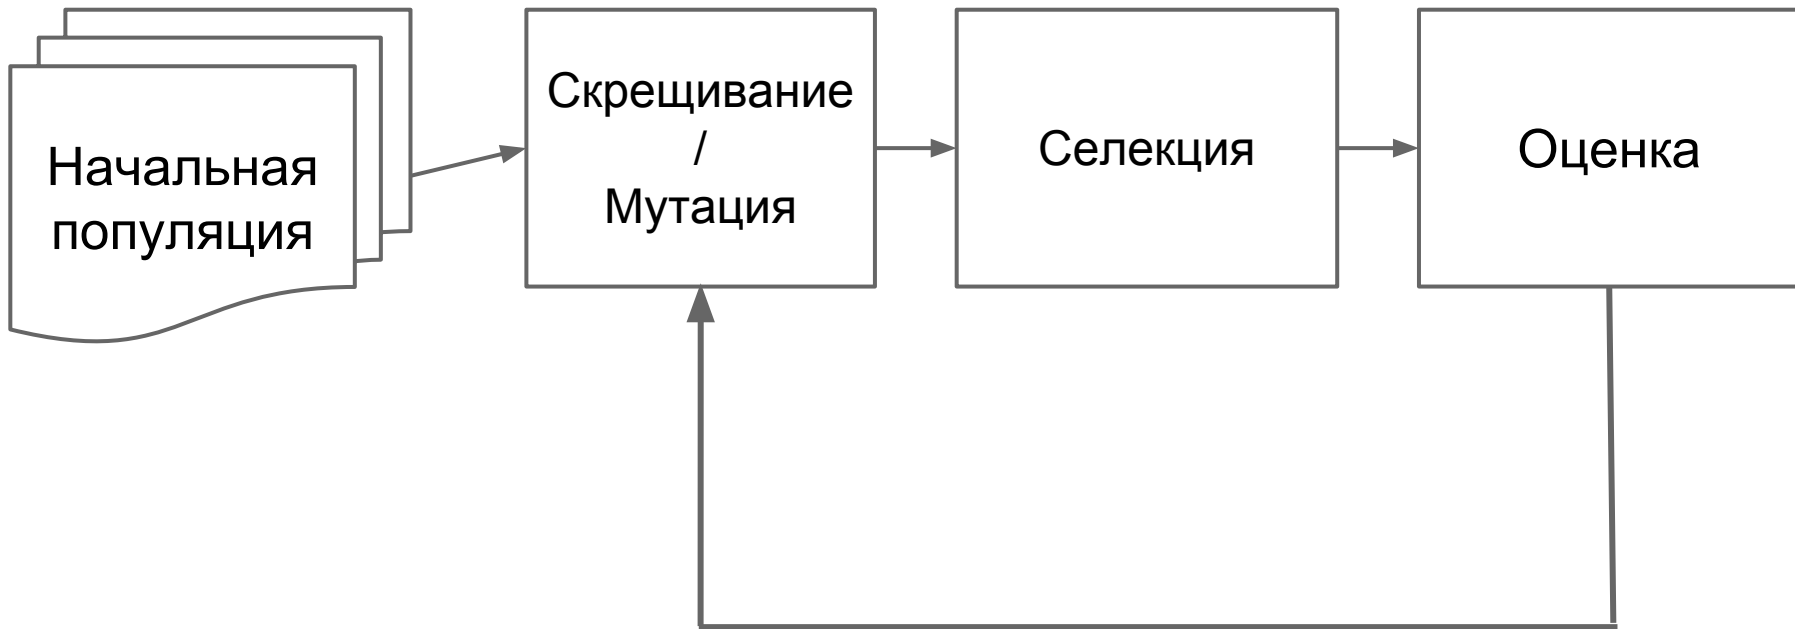 Начальная
популяция
Скрещивание
/
Мутация
Селекция
Оценка